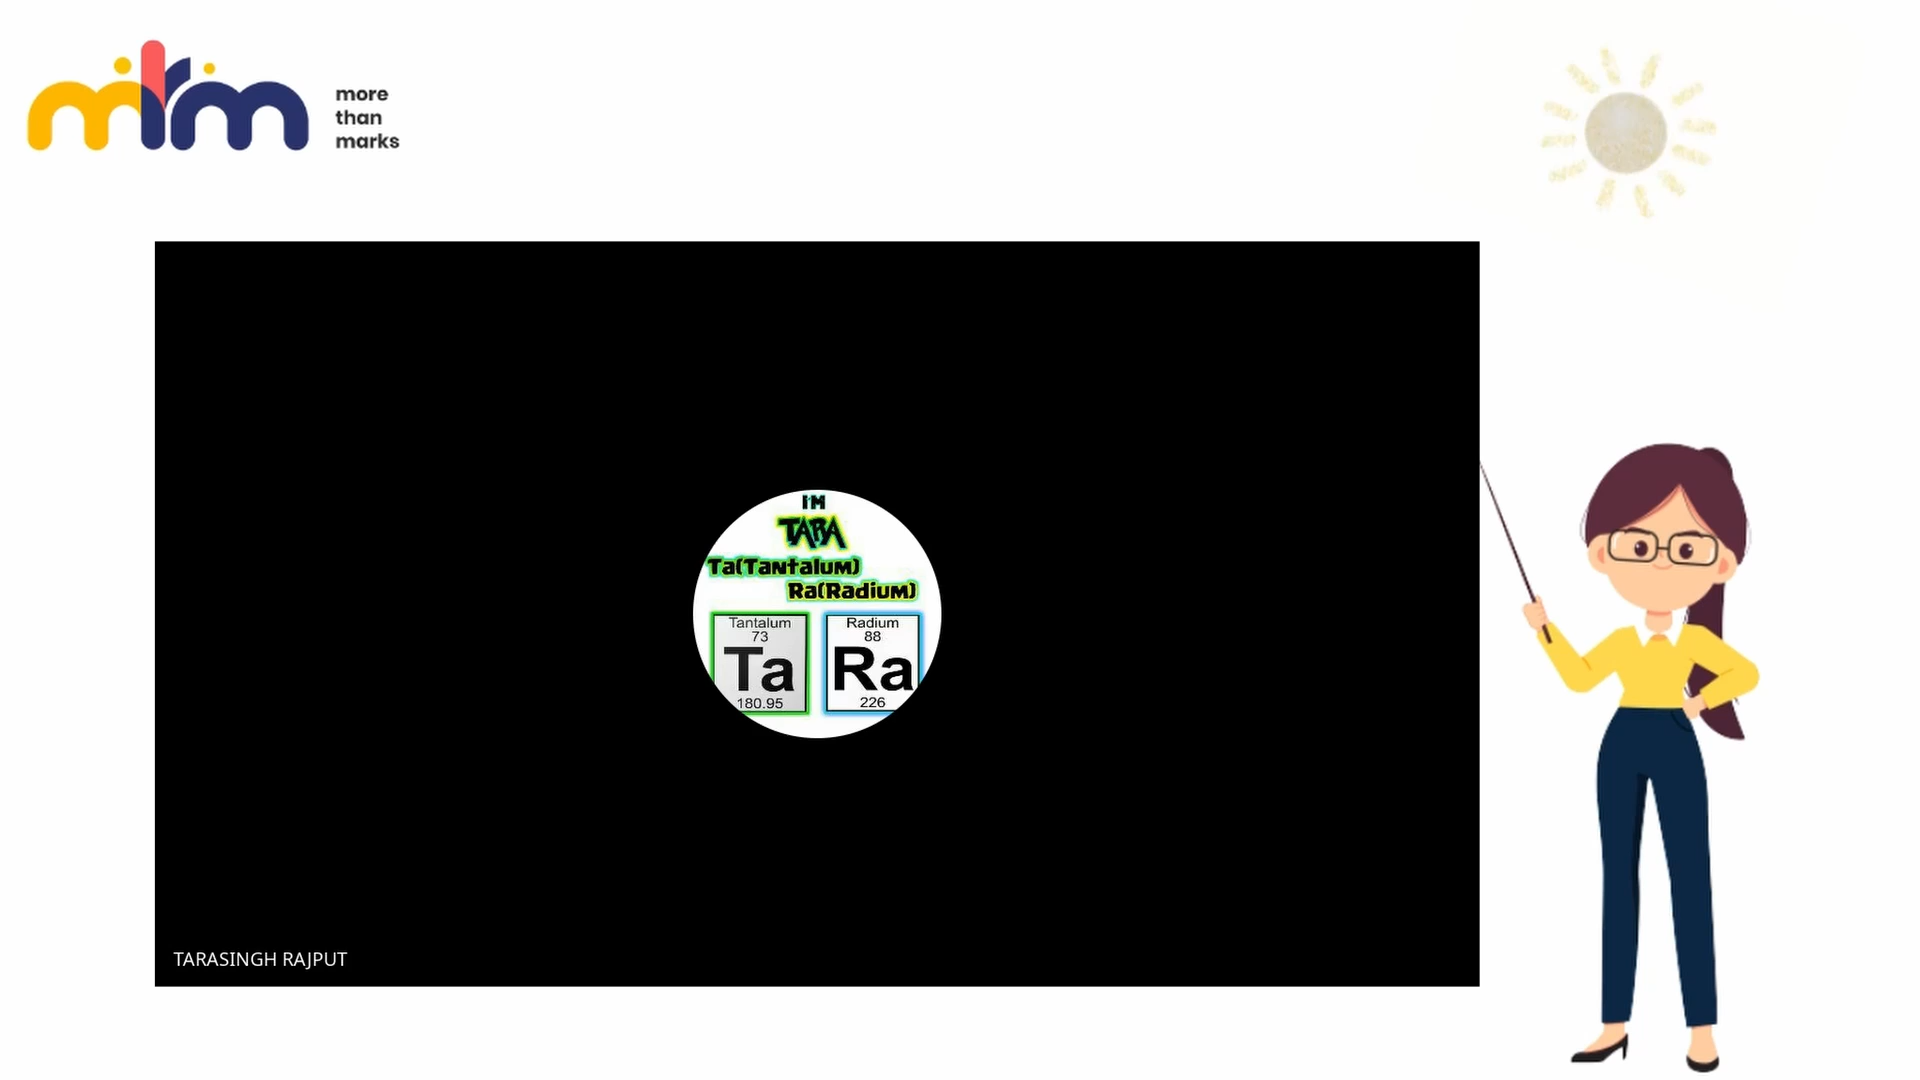 mtm
more
than
marks
I'M
TARA
Ta(Tantalum)
Ra(Radium)
Tantalum
73
Ta
180.95
Radium
88
Ra
226
TARASINGH RAJPUT